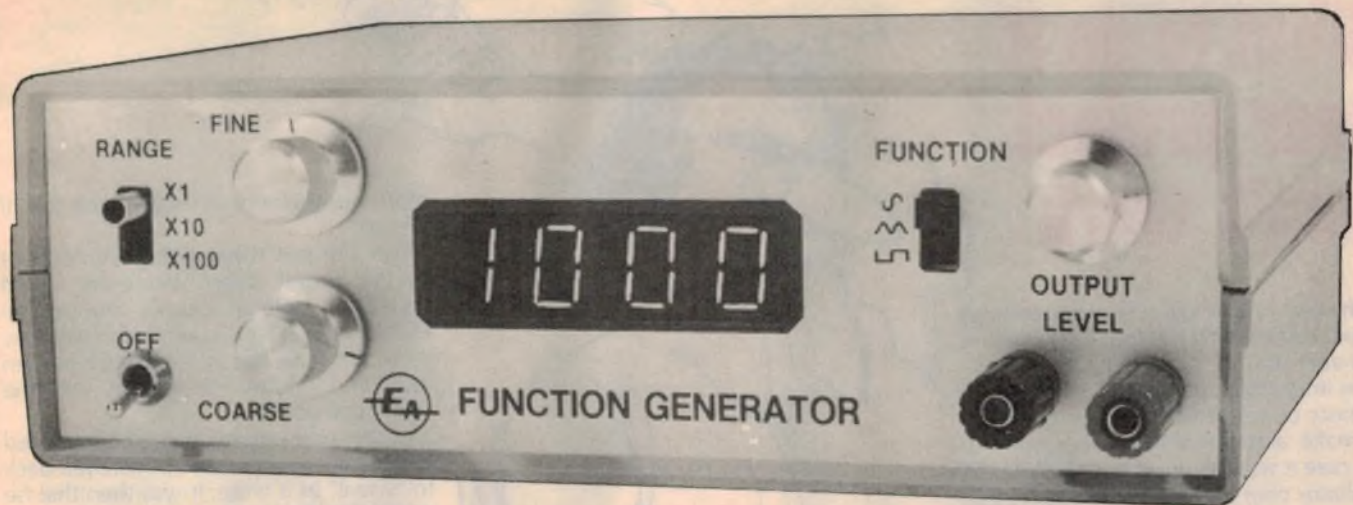 FINE
RANGE
X1
X10
X100
OFF
COARSE
1000
EA FUNCTION GENERATOR
FUNCTION
OUTPUT
LEVEL